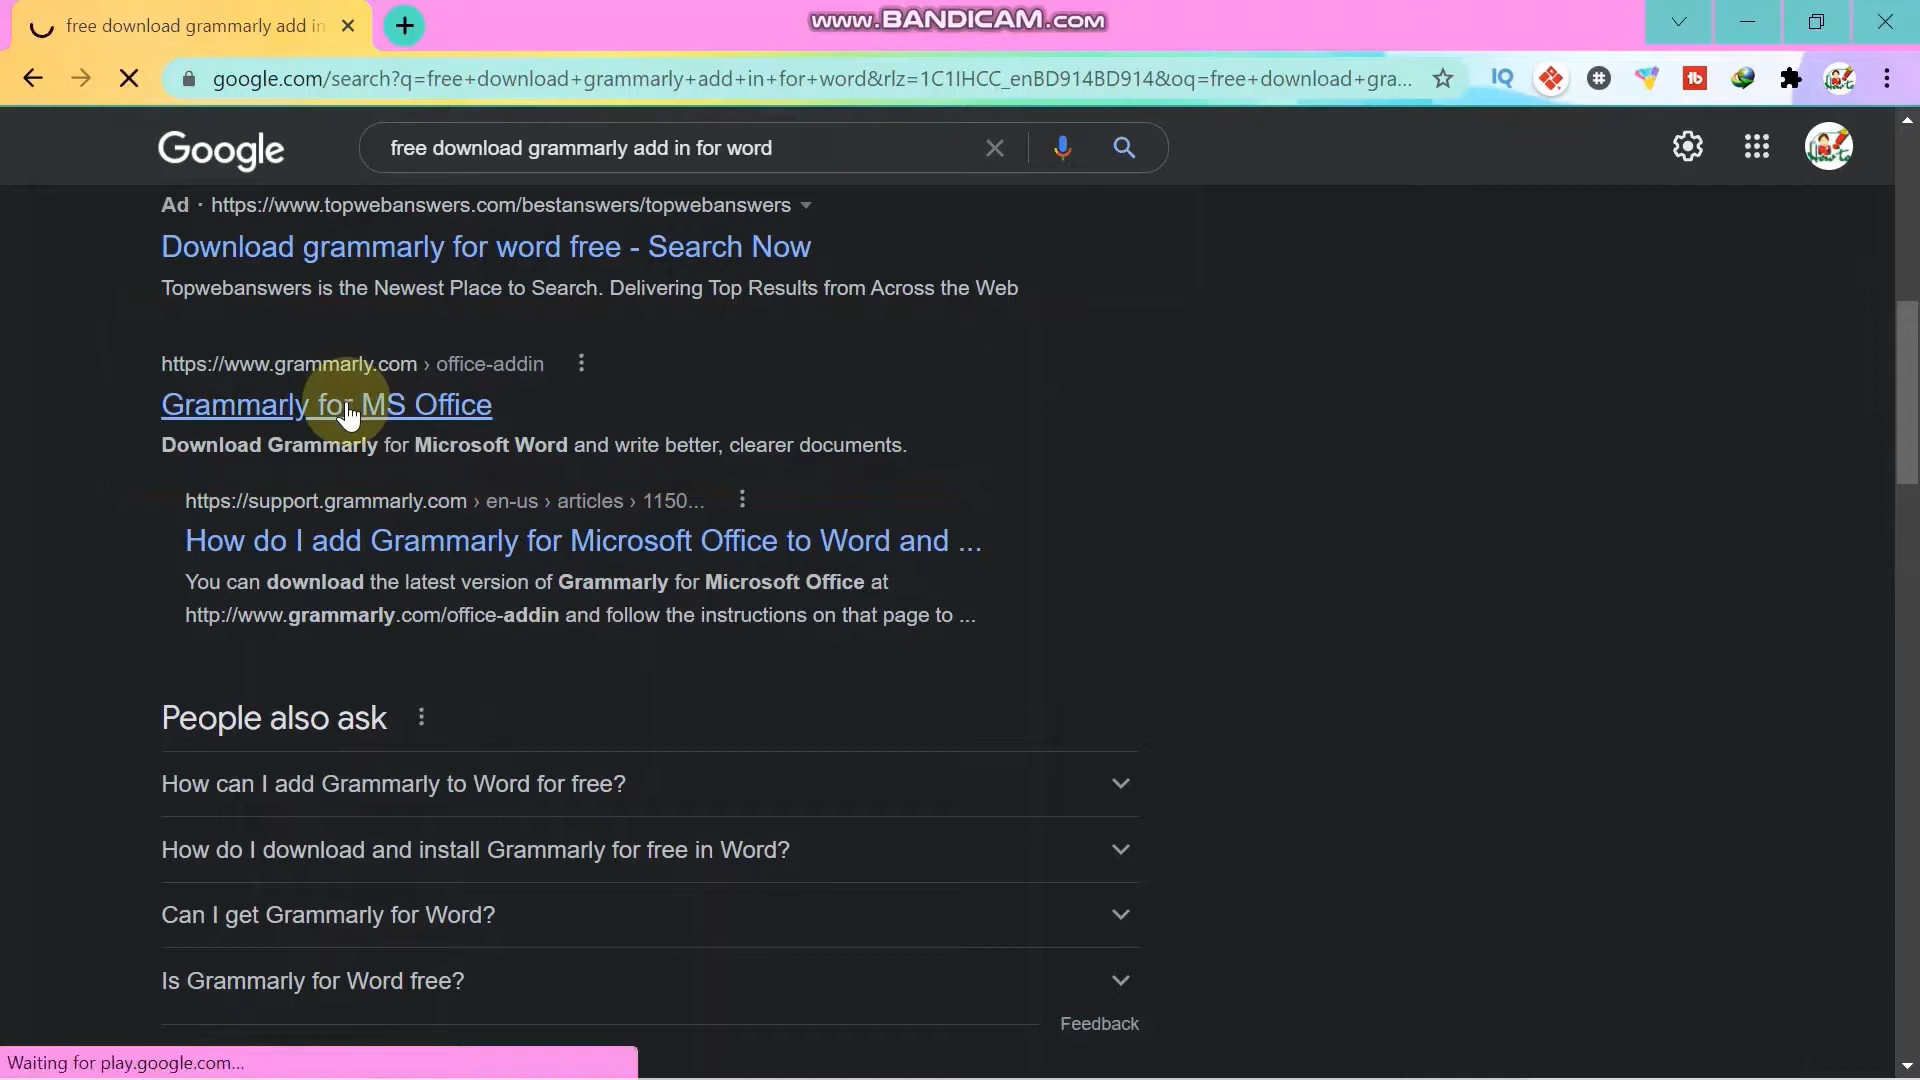 free download grammarly add in
www.BANDICAM.com
google.com/search?q=free+download+grammarly+add+in+for+word&rlz=1C1IHCC_enBD914BD914&oq=free+download+gra...
IQ
tb
Google
free download grammarly add in for word
Ad · https://www.topwebanswers.com/bestanswers/topwebanswers
Download grammarly for word free - Search Now
Topwebanswers is the Newest Place to Search. Delivering Top Results from Across the Web
https://www.grammarly.com › office-addin
Grammarly for MS Office
Download Grammarly for Microsoft Word and write better, clearer documents.
https://support.grammarly.com › en-us › articles › 1150...
How do I add Grammarly for Microsoft Office to Word and ...
You can download the latest version of Grammarly for Microsoft Office at
http://www.grammarly.com/office-addin and follow the instructions on that page to ...
People also ask
How can I add Grammarly to Word for free?
How do I download and install Grammarly for free in Word?
Can I get Grammarly for Word?
Is Grammarly for Word free?
Feedback
Waiting for play.google.com...